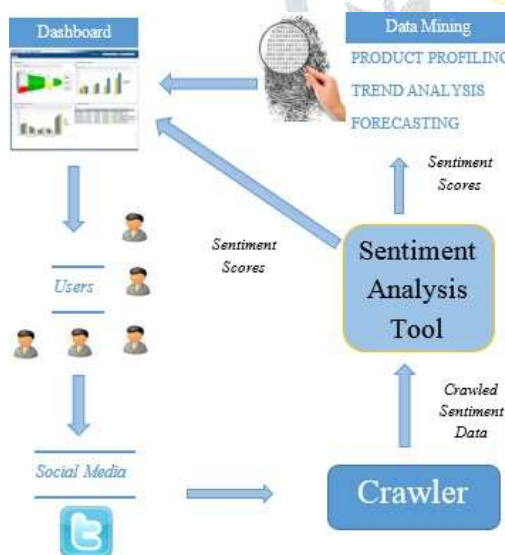 Dashboard
Data Mining
PRODUCT PROFILING
TREND ANALYSIS
FORECASTING
Sentiment
Scores
Sentiment
Scores
Sentiment
Analysis
Tool
Users
Crawled
Sentiment
Data
Social Media
Crawler